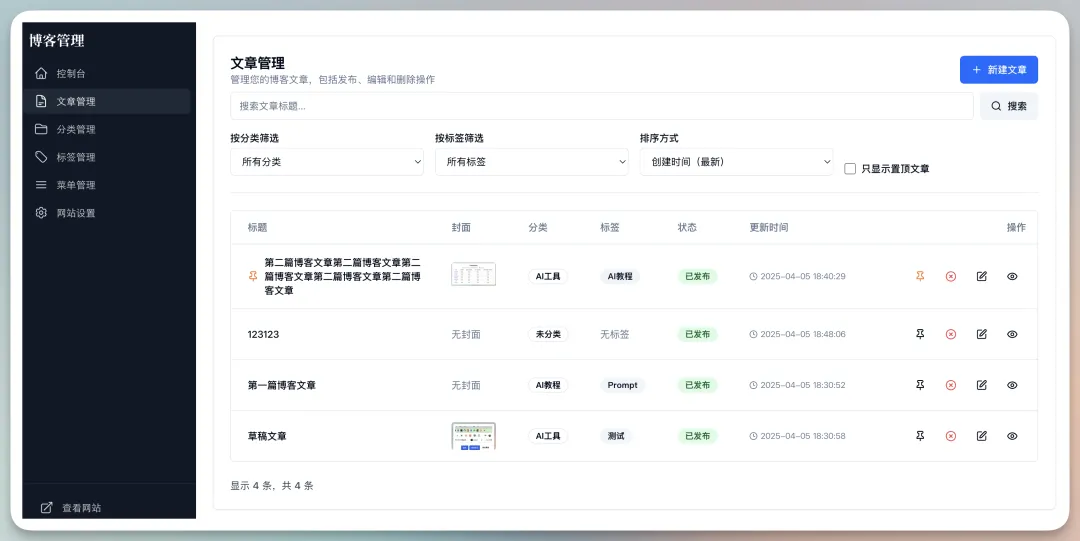 博客管理
控制台
文章管理
分类管理
标签管理
菜单管理
网站设置
查看网站
文章管理
管理您的博客文章，包括发布、编辑和删除操作
新建文章
搜索文章标题...
搜索
按分类筛选
按标签筛选
排序方式
所有分类
所有标签
创建时间（最新）
只显示置顶文章
标题 封面 分类 标签 状态 更新时间 操作
第二篇博客文章第二篇博客文章第二
篇博客文章第二篇博客文章第二篇博
客文章
AI工具 AI教程 已发布 2025-04-05 18:40:29
123123 无封面 未分类 无标签 已发布 2025-04-05 18:48:06
第一篇博客文章 无封面 AI教程 Prompt 已发布 2025-04-05 18:30:52
草稿文章 AI工具 测试 已发布 2025-04-05 18:30:58
显示 4 条，共 4 条